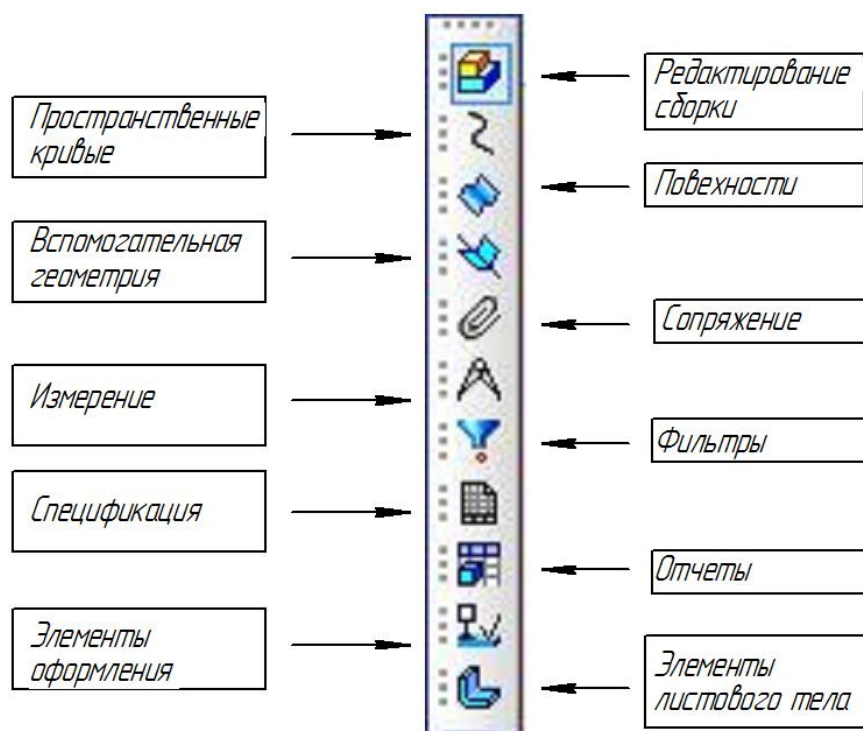 Редактирование
сборки
Пространственные
кривые
Повехности
Вспомогательная
геометрия
Сопряжение
Измерение
Фильтры
Спецификация
Отчеты
Элементы
оформления
Элементы
листового тела